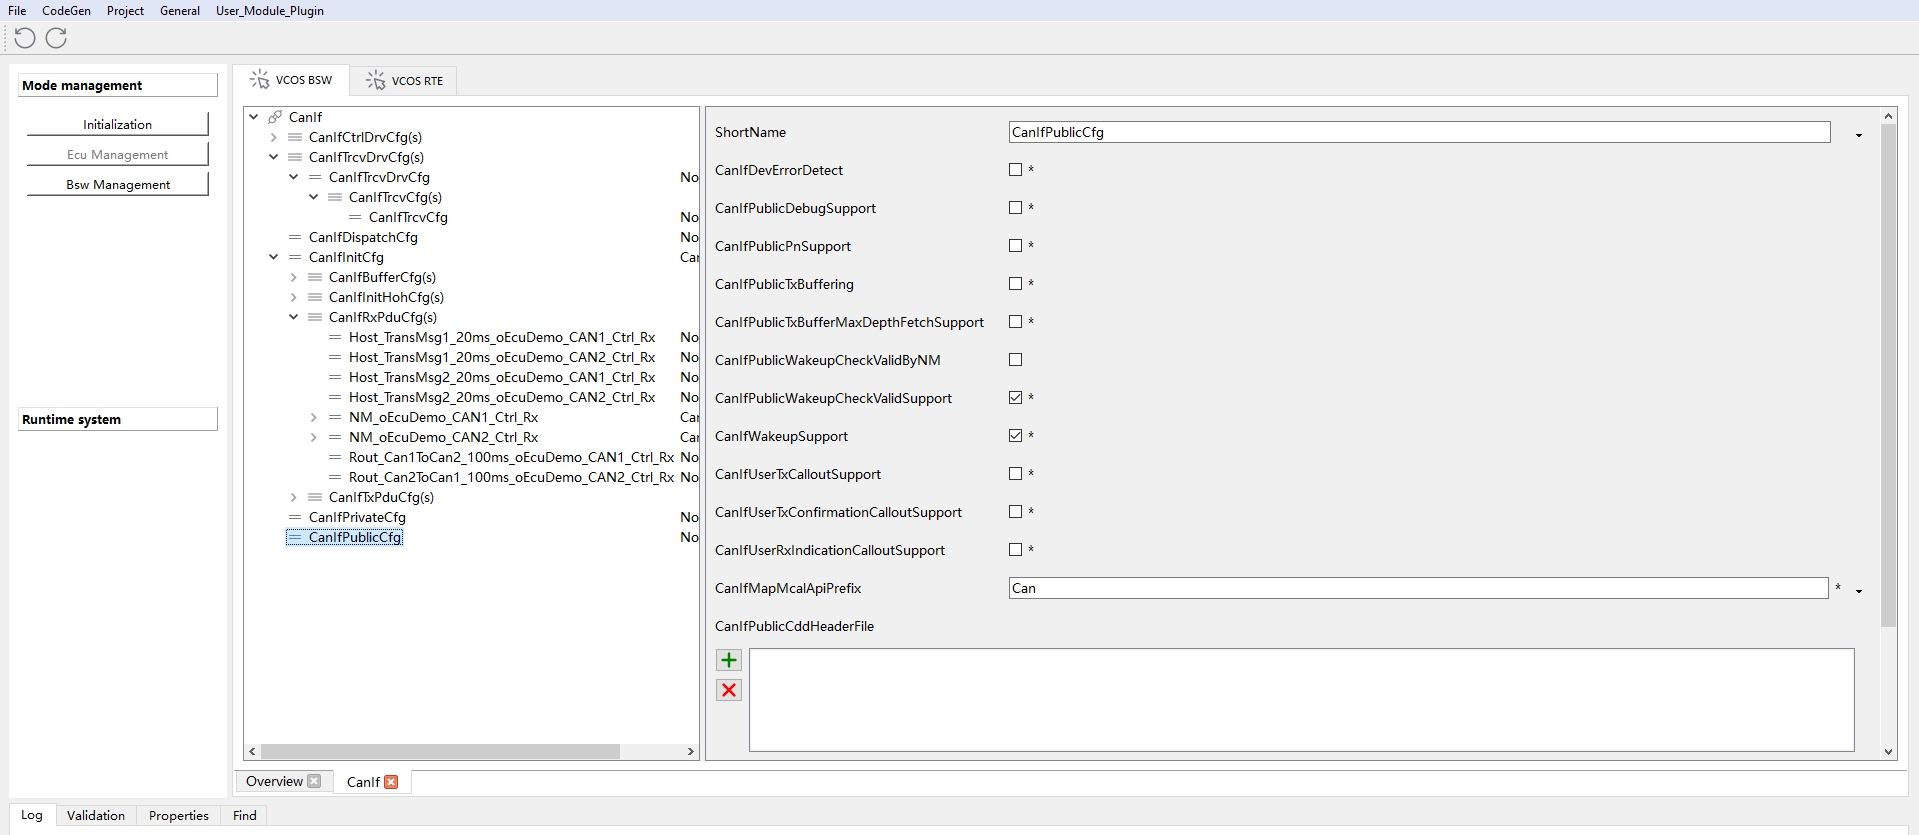 File CodeGen Project General User_Module_Plugin
Mode management
Initialization
Ecu Management
Bsw Management
Runtime system
VCOS BSW VCOS RTE
CanIf
CanIfCtrlDrvCfg(s)
CanIfTrcvDrvCfg(s)
CanIfTrcvDrvCfg No
CanIfTrcvCfg(s)
CanIfTrcvCfg No
CanIfDispatchCfg No
CanIfInitCfg Car
CanIfBufferCfg(s)
CanIfInitHohCfg(s)
CanIfRxPduCfg(s)
Host_TransMsg1_20ms_oEcuDemo_CAN1_Ctrl_Rx No
Host_TransMsg1_20ms_oEcuDemo_CAN2_Ctrl_Rx No
Host_TransMsg2_20ms_oEcuDemo_CAN1_Ctrl_Rx No
Host_TransMsg2_20ms_oEcuDemo_CAN2_Ctrl_Rx No
NM_oEcuDemo_CAN1_Ctrl_Rx Car
NM_oEcuDemo_CAN2_Ctrl_Rx Car
Rout_Can1ToCan2_100ms_oEcuDemo_CAN1_Ctrl_Rx No
Rout_Can2ToCan1_100ms_oEcuDemo_CAN2_Ctrl_Rx No
CanIfTxPduCfg(s)
CanIfPrivateCfg No
CanIfPublicCfg No
ShortName CanIfPublicCfg
CanIfDevErrorDetect *
CanIfPublicDebugSupport *
CanIfPublicPnSupport *
CanIfPublicTxBuffering *
CanIfPublicTxBufferMaxDepthFetchSupport *
CanIfPublicWakeupCheckValidByNM
CanIfPublicWakeupCheckValidSupport *
CanIfWakeupSupport *
CanIfUserTxCalloutSupport *
CanIfUserTxConfirmationCalloutSupport *
CanIfUserRxIndicationCalloutSupport *
CanIfMapMcalApiPrefix Can *
CanIfPublicCddHeaderFile
Overview CanIf
Log Validation Properties Find